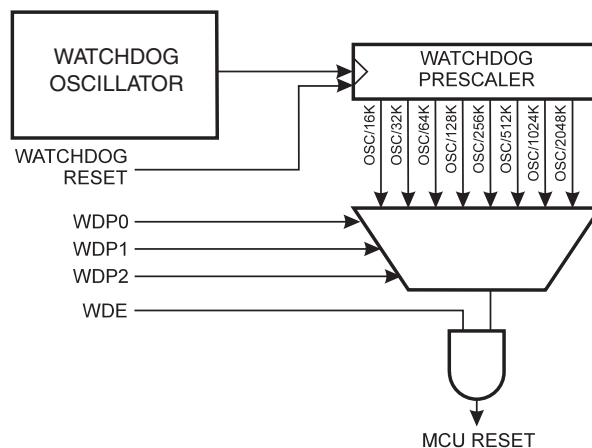 WATCHDOG
OSCILLATOR
WATCHDOG
PRESCALER
WATCHDOG
RESET
OSC/16K
OSC/32K
OSC/64K
OSC/128K
OSC/256K
OSC/512K
OSC/1024K
OSC/2048K
WDP0
WDP1
WDP2
WDE
MCU RESET